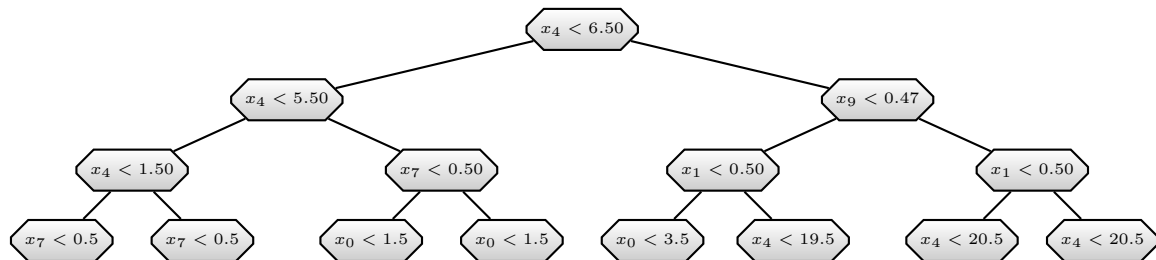 x₄ < 6.50
x₄ < 5.50
x₉ < 0.47
x₄ < 1.50
x₇ < 0.50
x₁ < 0.50
x₁ < 0.50
x₇ < 0.5
x₇ < 0.5
x₀ < 1.5
x₀ < 1.5
x₀ < 3.5
x₄ < 19.5
x₄ < 20.5
x₄ < 20.5